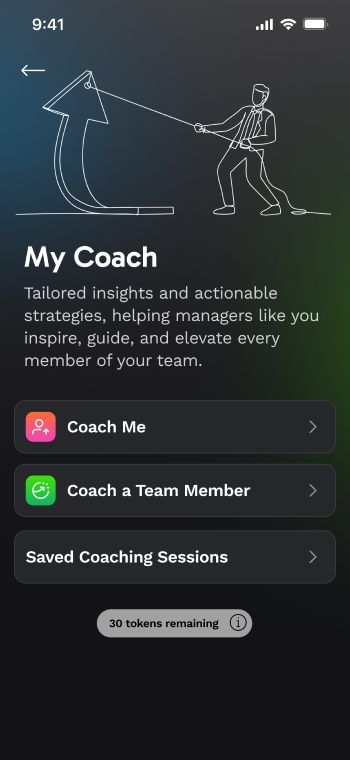 9:41
My Coach
Tailored insights and actionable
strategies, helping managers like you
inspire, guide, and elevate every
member of your team.
Coach Me
Coach a Team Member
Saved Coaching Sessions
30 tokens remaining